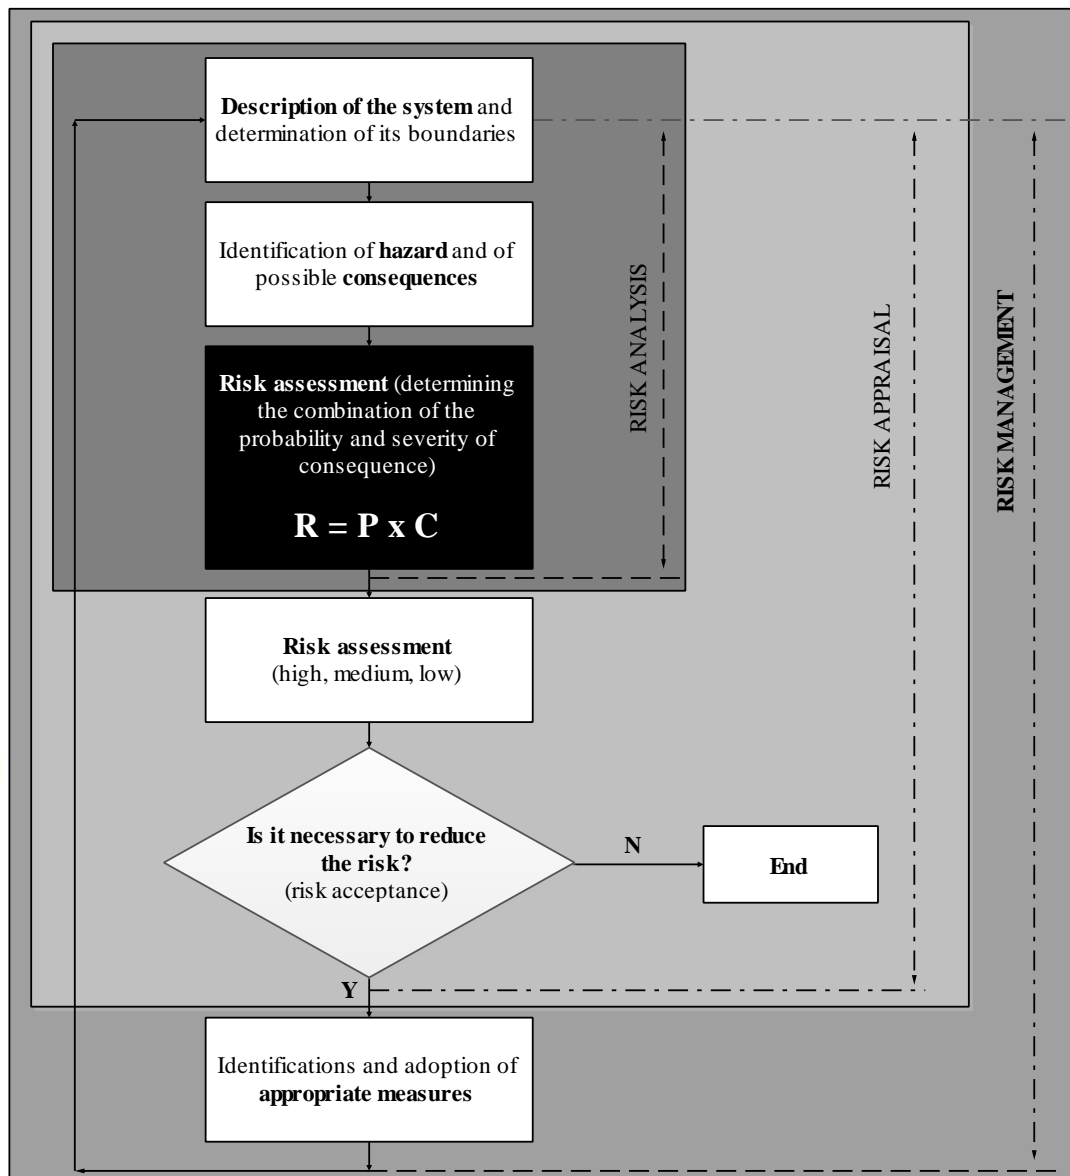 Description of the system and
determination of its boundaries
Identification of hazard and of
possible consequences
Risk assessment (determining
the combination of the
probability and severity of
consequence)
R = P x C
RISK ANALYSIS
RISK APPRAISAL
RISK MANAGEMENT
Risk assessment
(high, medium, low)
Is it necessary to reduce
the risk?
(risk acceptance)
N
End
Y
Identifications and adoption of
appropriate measures